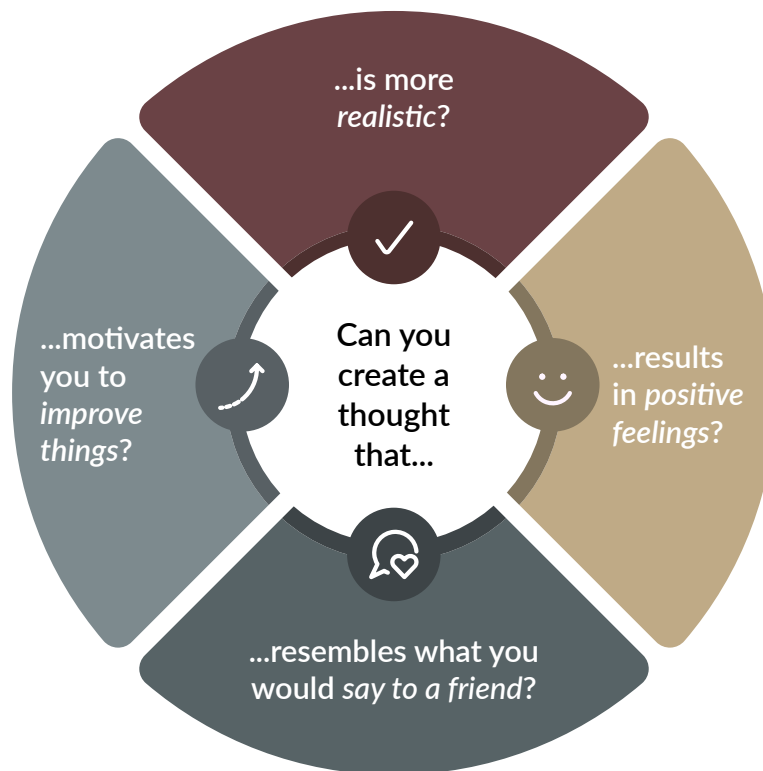 Can you
create a
thought
that...
...is more
realistic?
...results
in positive
feelings?
...resembles what you
would say to a friend?
...motivates
you to
improve
things?